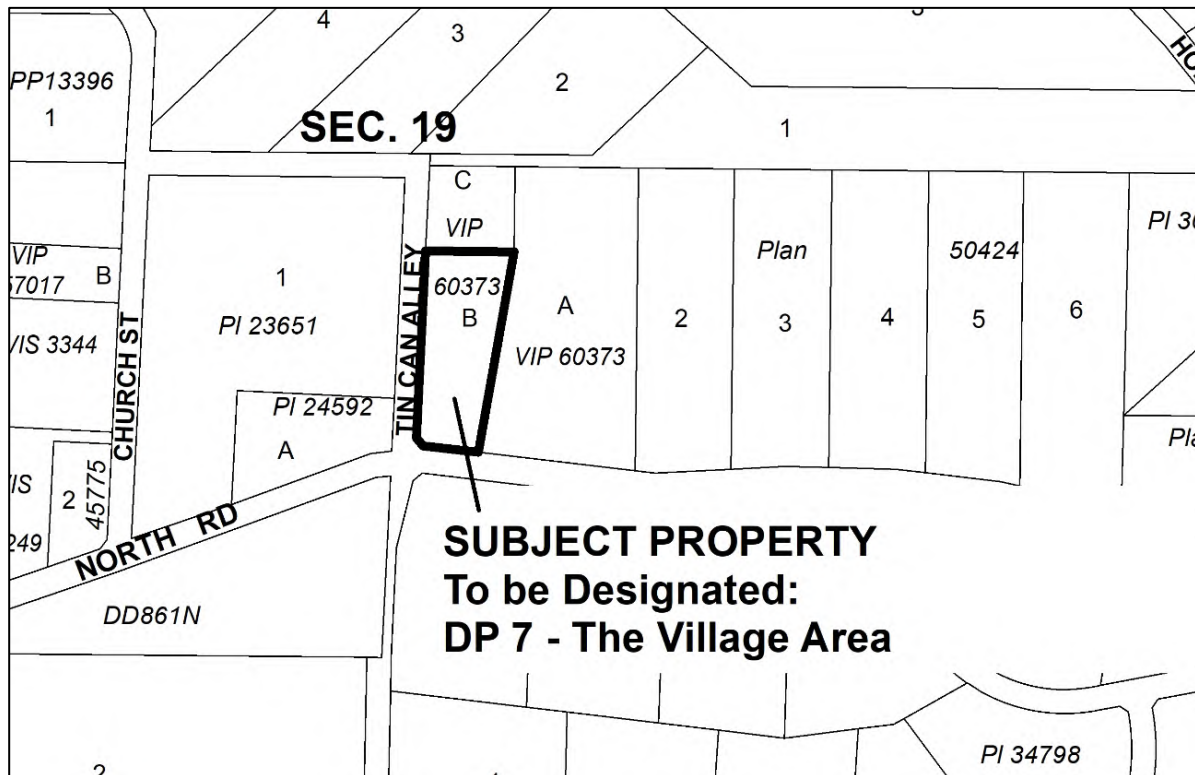 4
3
2
PP13396
1
SEC. 19
1
C
VIP
VIP
57017
B
1
PI 23651
60373
B
A
VIP 60373
2
Plan
3
4
50424
5
6
TIN CAN ALLEY
CHURCH ST
VIS 3344
PI 24592
A
2
45775
NORTH RD
DD861N
SUBJECT PROPERTY
To be Designated:
DP 7 - The Village Area
PI 34798
2